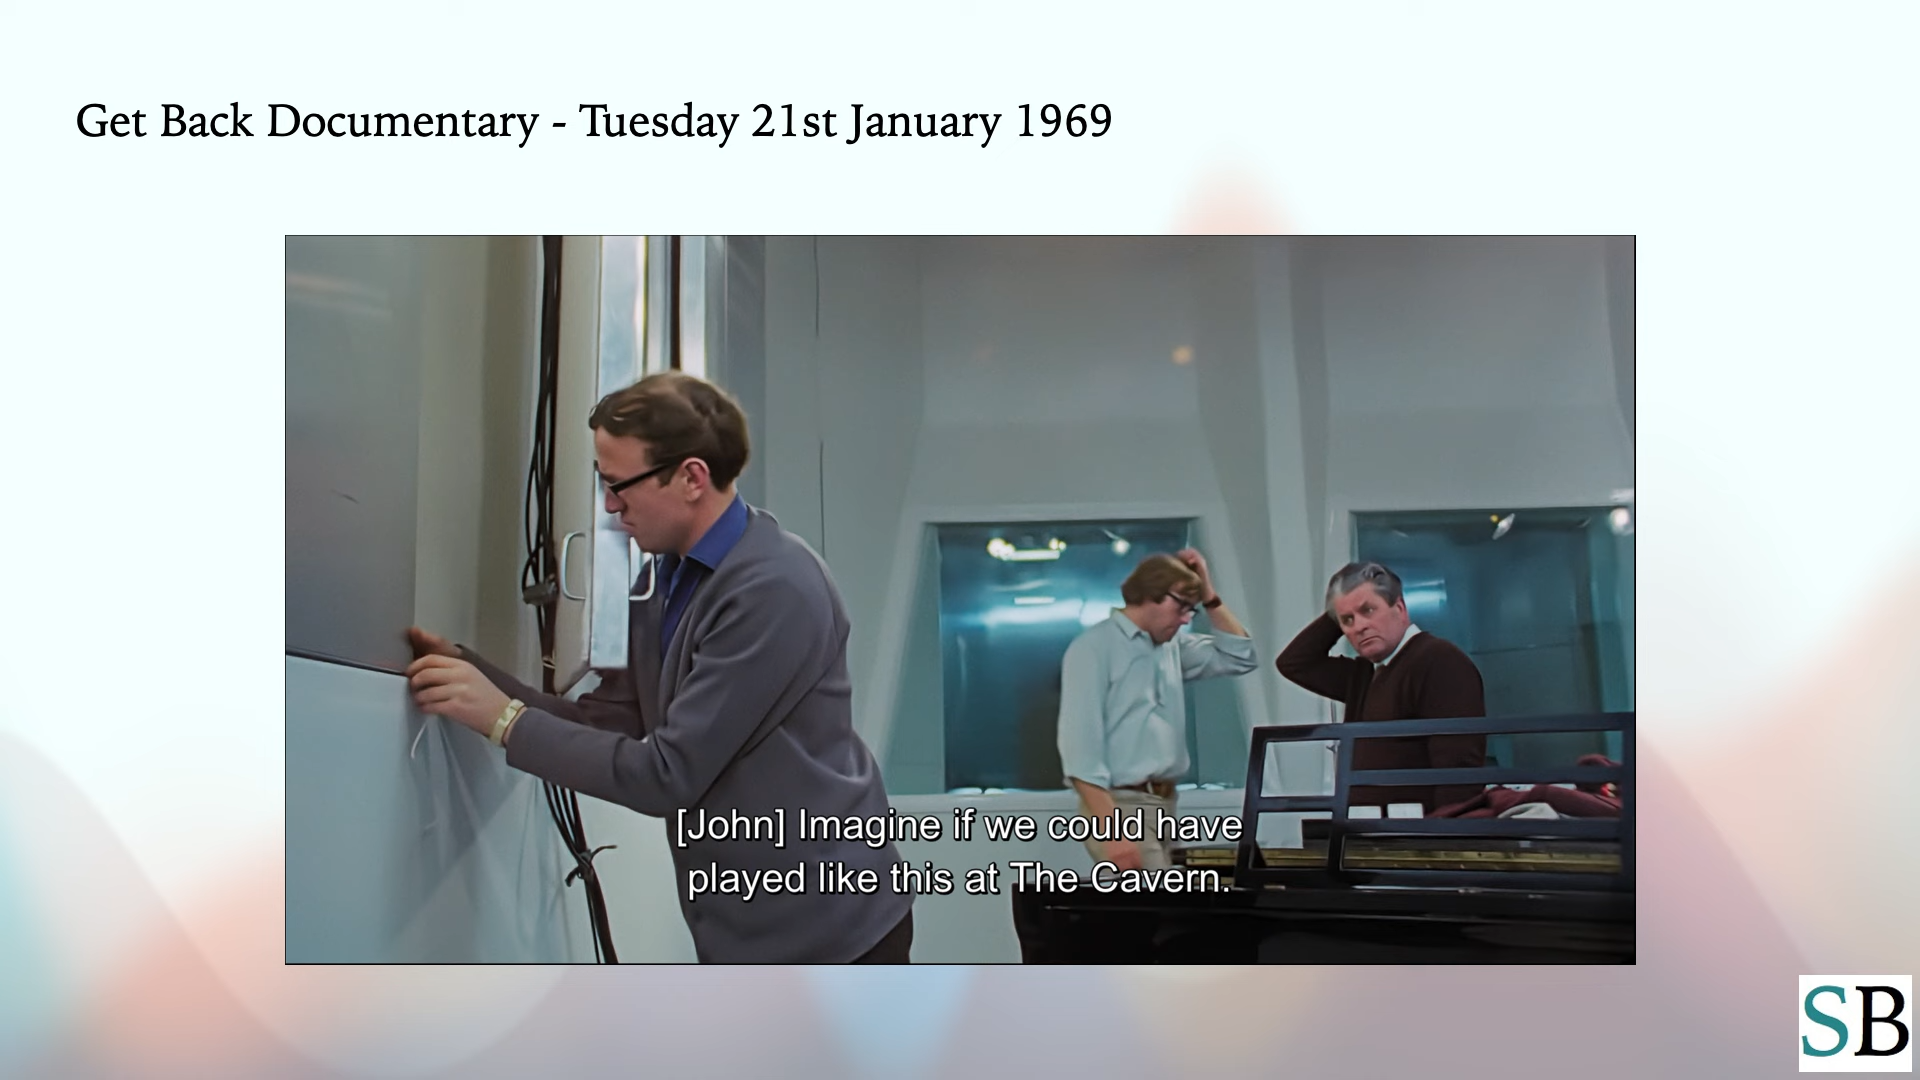 Get Back Documentary - Tuesday 21st January 1969
[John] Imagine if we could have
played like this at The Cavern.
SB